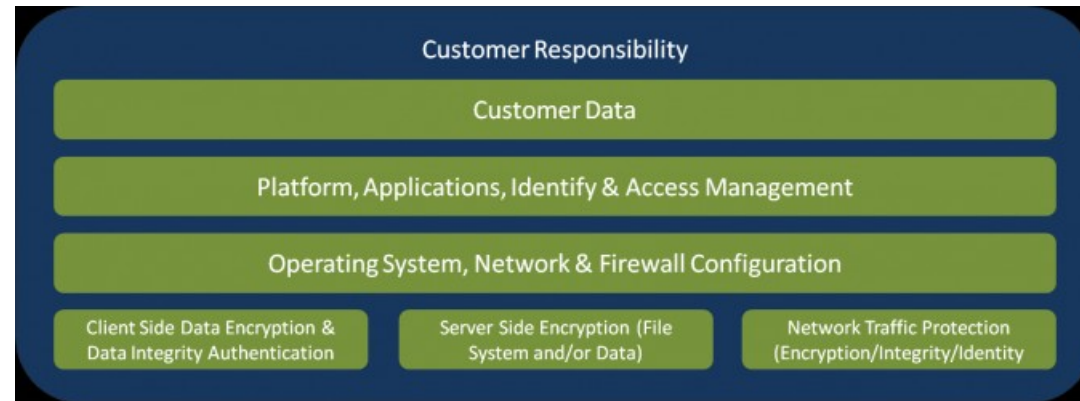 Customer Responsibility
Customer Data
Platform, Applications, Identify & Access Management
Operating System, Network & Firewall Configuration
Client Side Data Encryption &
Data Integrity Authentication
Server Side Encryption (File
System and/or Data)
Network Traffic Protection
(Encryption/Integrity/Identity